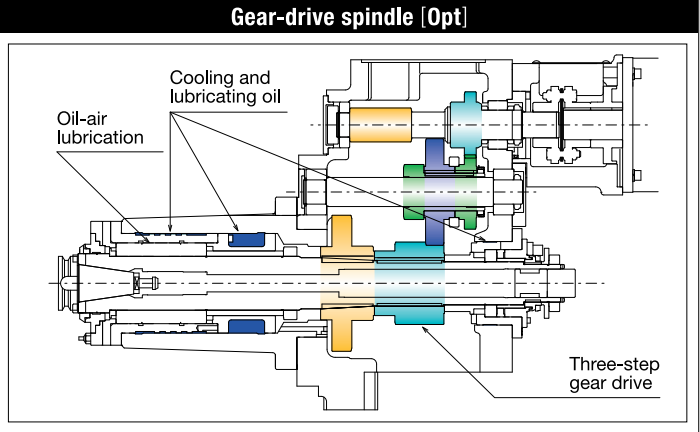 Gear-drive spindle [Opt]
Cooling and
lubricating oil
Oil-air
lubrication
Three-step
gear drive